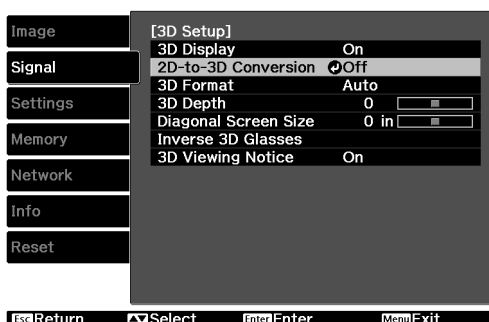 Image
Signal
Settings
Memory
Network
Info
Reset
[3D Setup]
3D Display On
2D-to-3D Conversion Off
3D Format Auto
3D Depth 0
Diagonal Screen Size 0 in
Inverse 3D Glasses
3D Viewing Notice On
Esc Return Select Enter Enter Menu Exit